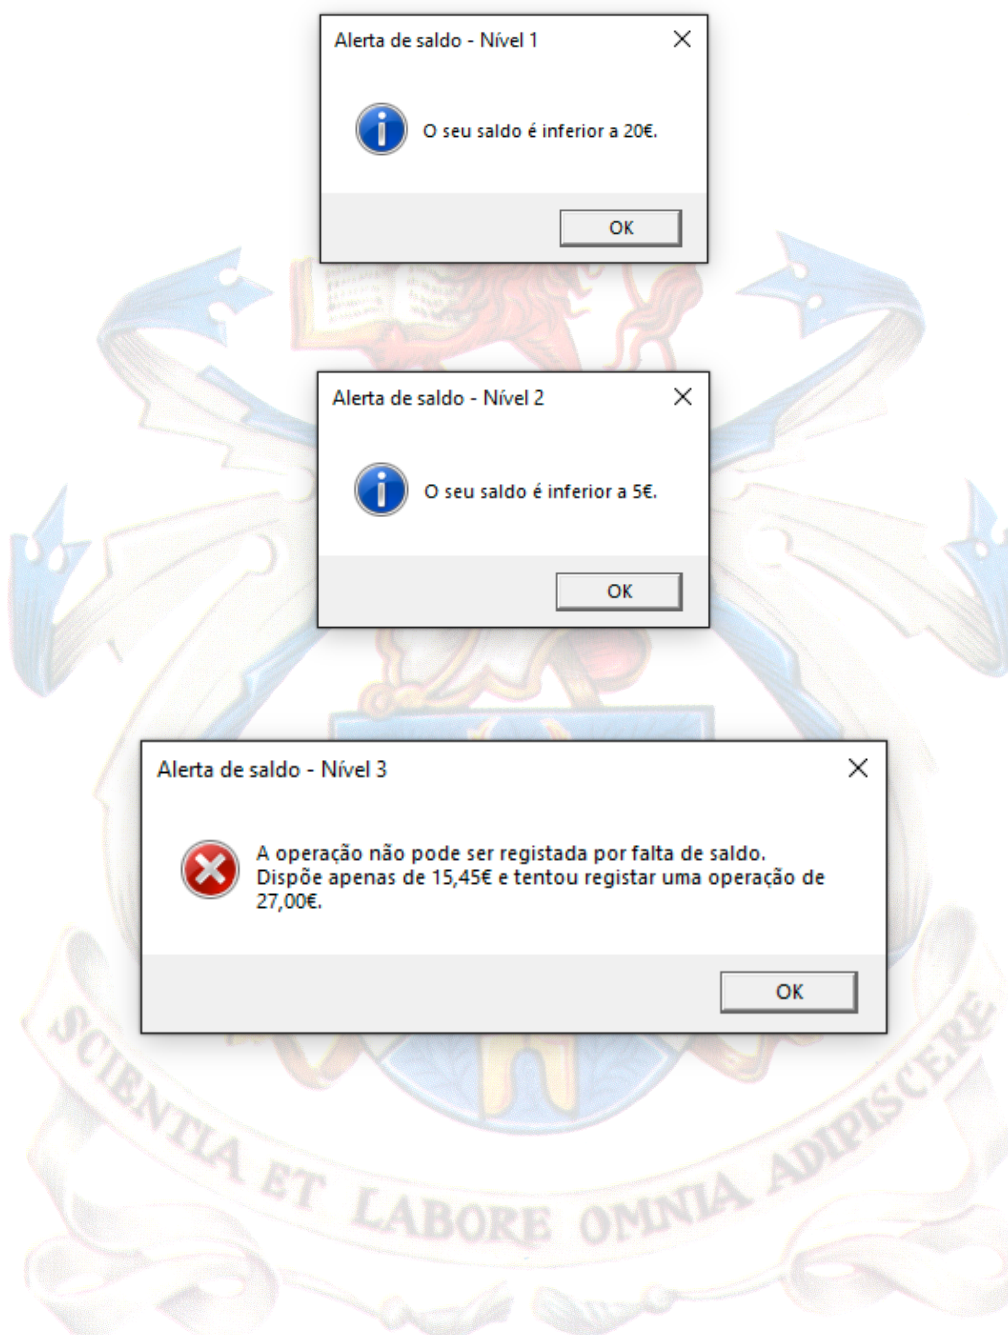 Alerta de saldo - Nível 1
O seu saldo é inferior a 20€.
OK
Alerta de saldo - Nível 2
O seu saldo é inferior a 5€.
OK
Alerta de saldo - Nível 3
A operação não pode ser registada por falta de saldo.
Dispõe apenas de 15,45€ e tentou registar uma operação de
27,00€.
OK
SCIENTIA ET LABORE OMNIA ADIPISCERE